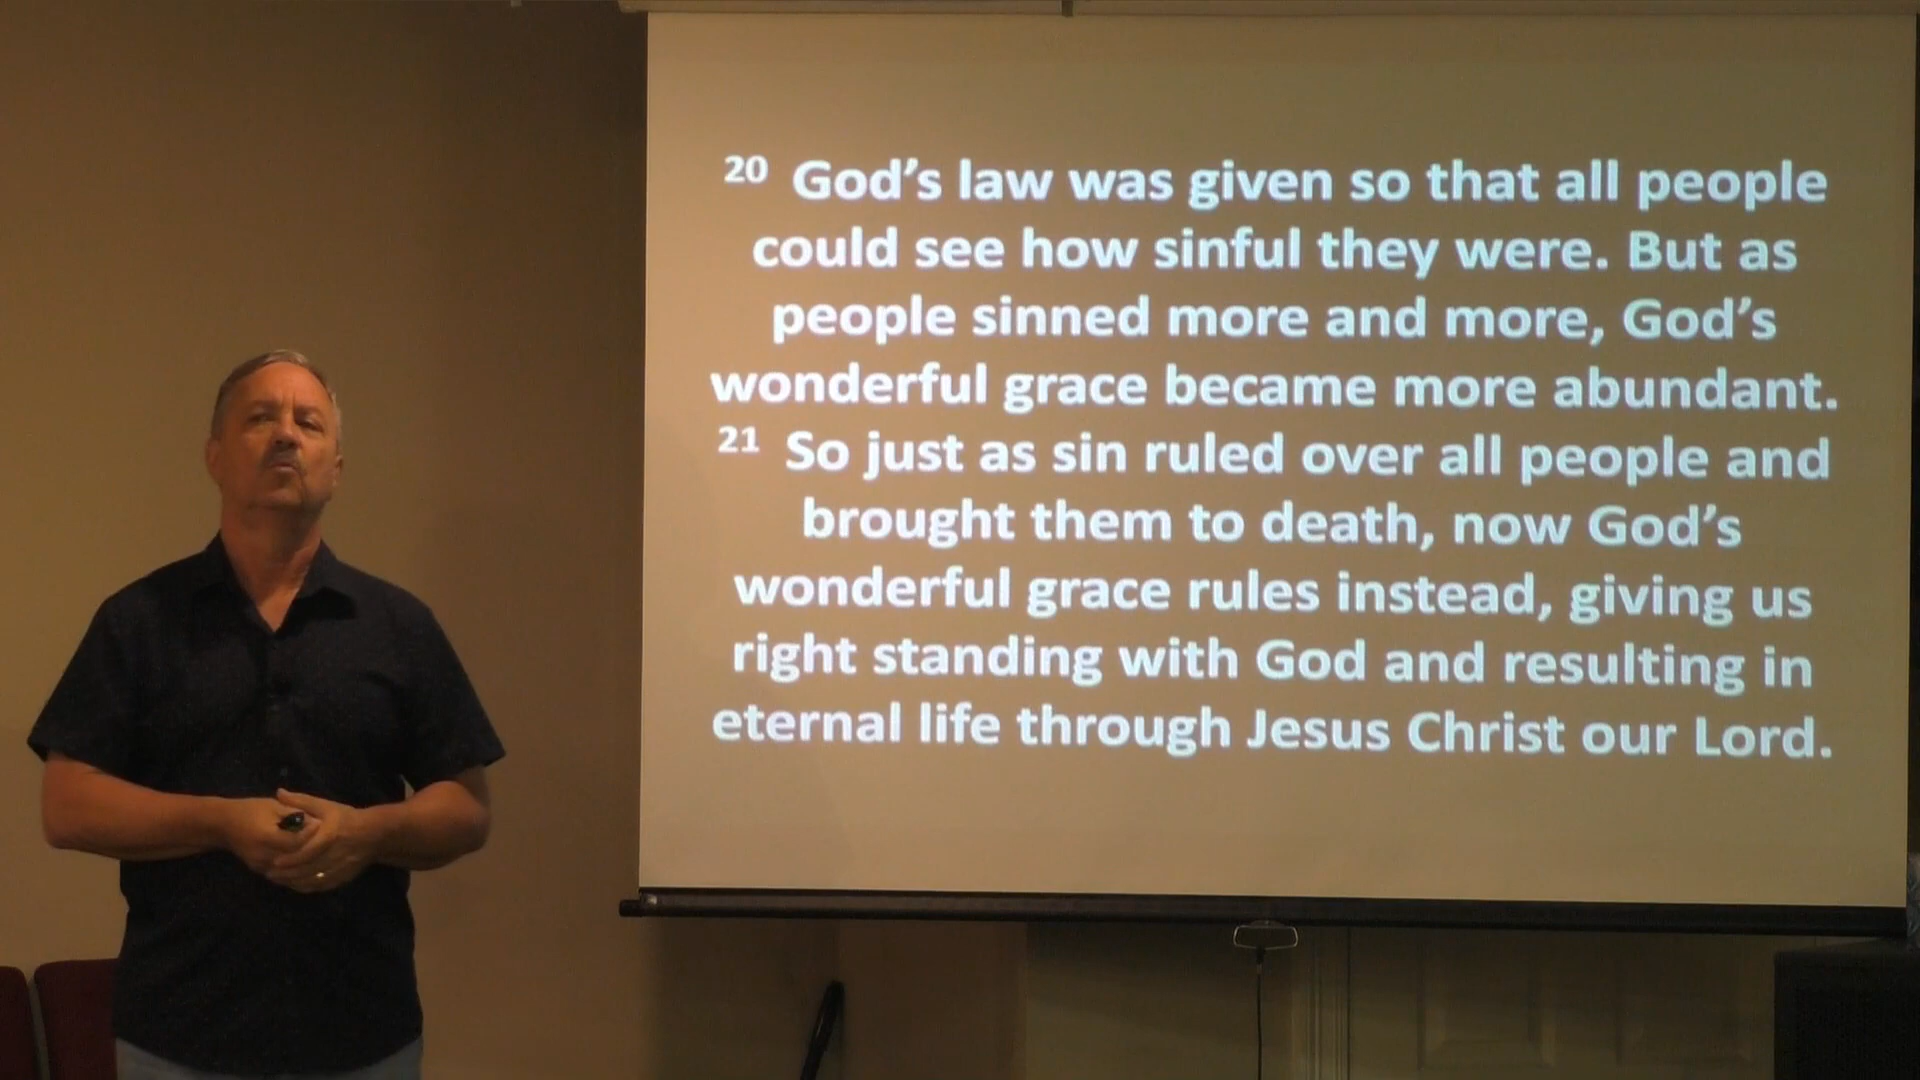 20 God’s law was given so that all people
could see how sinful they were. But as
people sinned more and more, God’s
wonderful grace became more abundant.
21 So just as sin ruled over all people and
brought them to death, now God’s
wonderful grace rules instead, giving us
right standing with God and resulting in
eternal life through Jesus Christ our Lord.